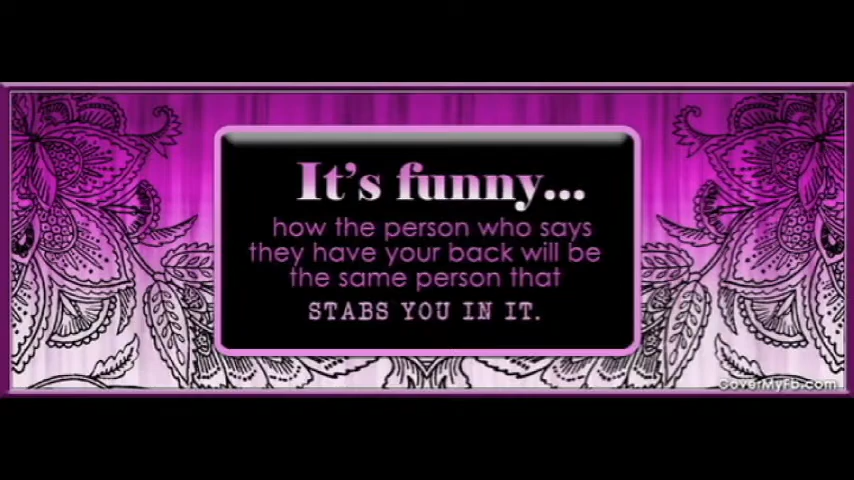 It's funny...
how the person who says
they have your back will be
the same person that
STABS YOU IN IT.
CoverMyFb.com